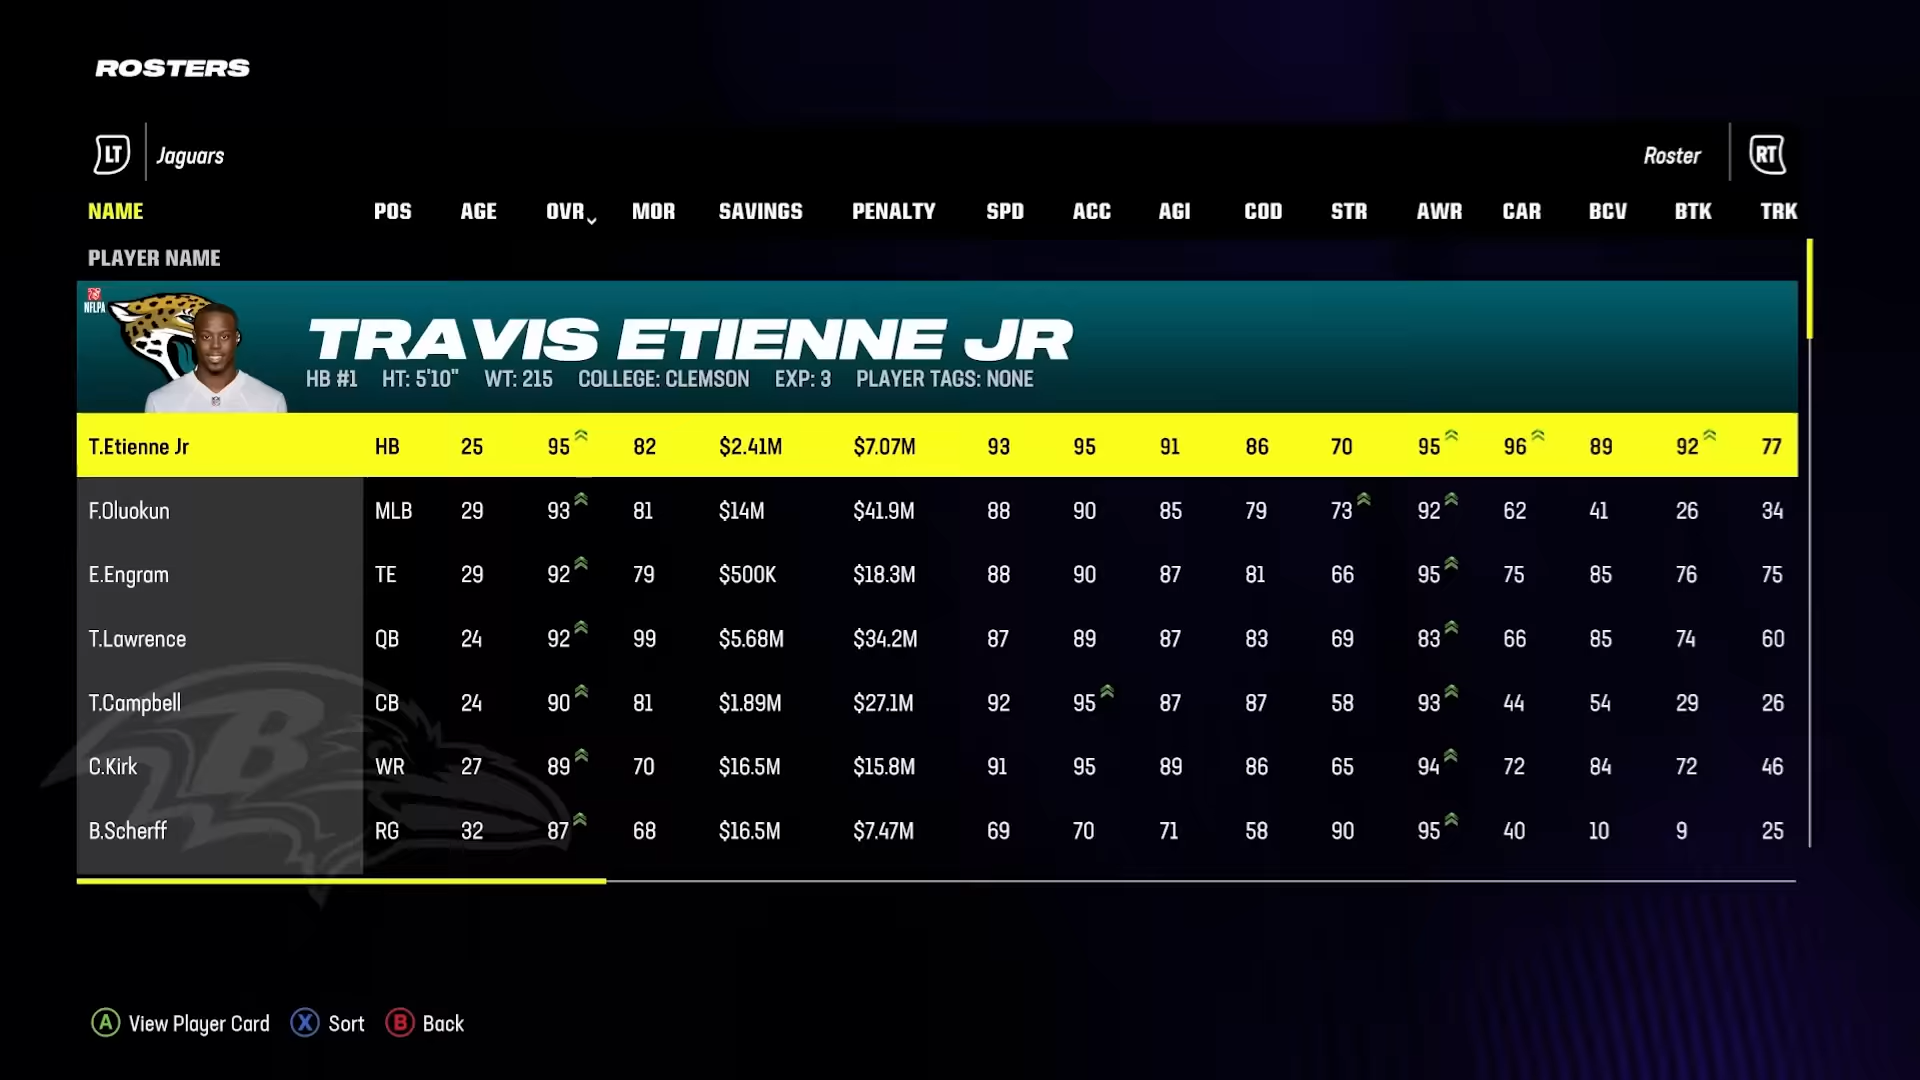 ROSTERS
LT Jaguars Roster RT
NAME POS AGE OVR MOR SAVINGS PENALTY SPD ACC AGI COD STR AWR CAR BCV BTK TRK
PLAYER NAME
NFLPA
TRAVIS ETIENNE JR
HB #1 HT: 5'10" WT: 215 COLLEGE: CLEMSON EXP: 3 PLAYER TAGS: NONE
T.Etienne Jr HB 25 95 82 $2.41M $7.07M 93 95 91 86 70 95 96 89 92 77
F.Oluokun MLB 29 93 81 $14M $41.9M 88 90 85 79 73 92 62 41 26 34
E.Engram TE 29 92 79 $500K $18.3M 88 90 87 81 66 95 75 85 76 75
T.Lawrence QB 24 92 99 $5.68M $34.2M 87 89 87 83 69 83 66 85 74 60
T.Campbell CB 24 90 81 $1.89M $27.1M 92 95 87 87 58 93 44 54 29 26
C.Kirk WR 27 89 70 $16.5M $15.8M 91 95 89 86 65 94 72 84 72 46
B.Scherff RG 32 87 68 $16.5M $7.47M 69 70 71 58 90 95 40 10 9 25
B
A View Player Card X Sort B Back